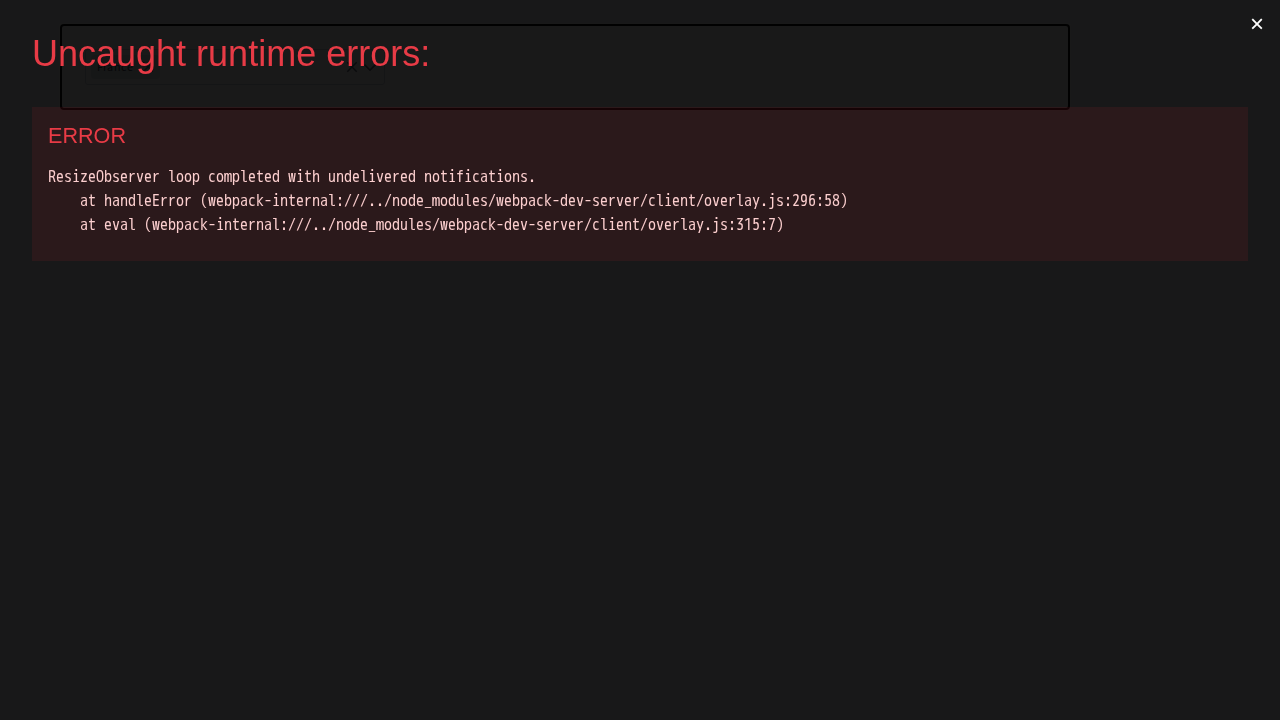 Uncaught runtime errors:
×
ERROR
ResizeObserver loop completed with undelivered notifications.
at handleError (webpack-internal:///../node_modules/webpack-dev-server/client/overlay.js:296:58)
at eval (webpack-internal:///../node_modules/webpack-dev-server/client/overlay.js:315:7)